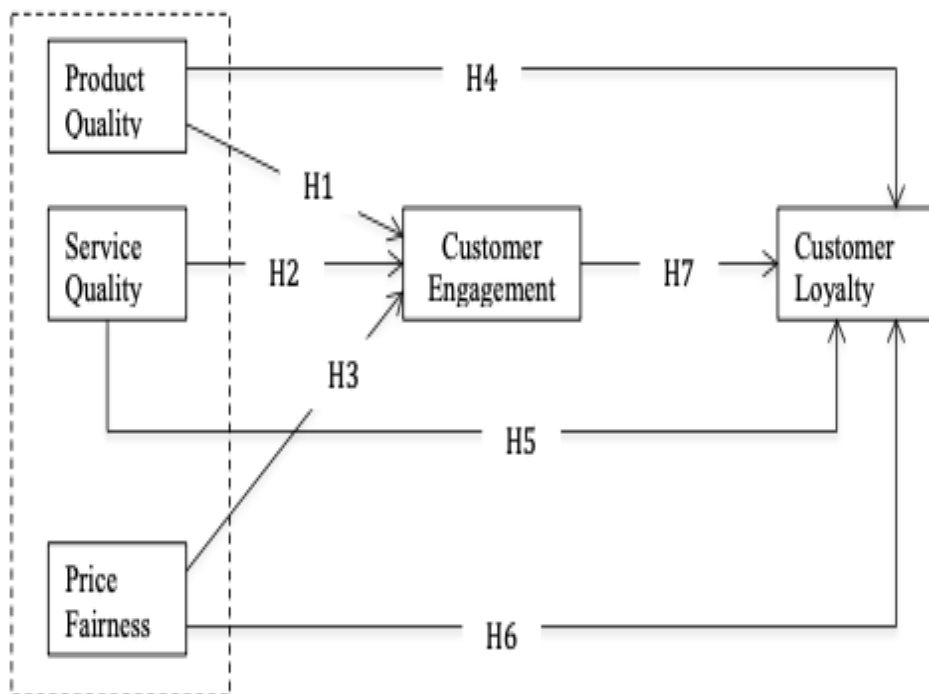 Product
Quality
H4
H1
Service
Quality
H2
Customer
Engagement
H7
Customer
Loyalty
H3
H5
Price
Fairness
H6